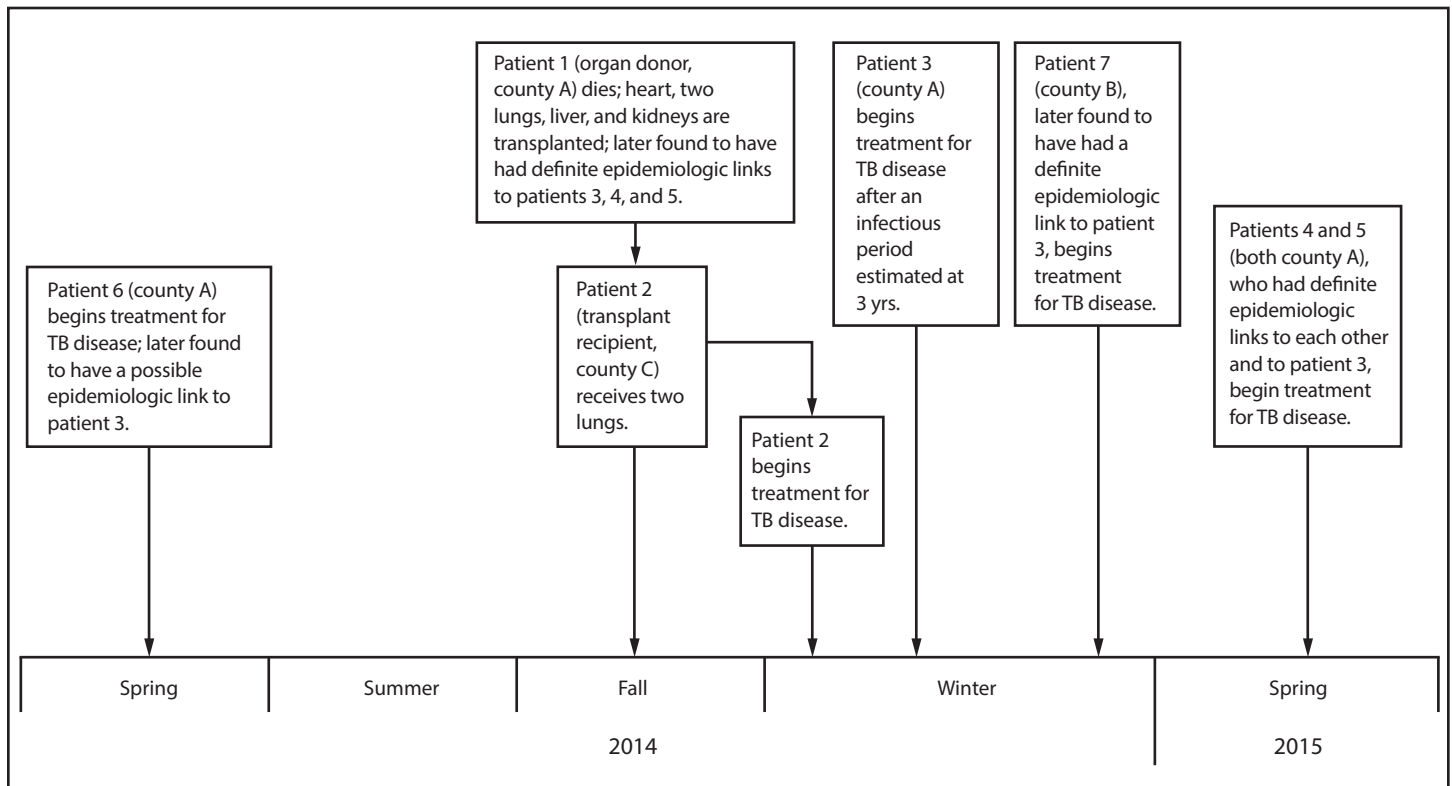 Patient 6 (county A)
begins treatment for
TB disease; later found
to have a possible
epidemiologic link to
patient 3.
Patient 1 (organ donor,
county A) dies; heart, two
lungs, liver, and kidneys are
transplanted; later found to have
had definite epidemiologic links
to patients 3, 4, and 5.
Patient 2
(transplant
recipient,
county C)
receives two
lungs.
Patient 2
begins
treatment for
TB disease.
Patient 3
(county A)
begins
treatment for
TB disease
after an
infectious
period
estimated at
3 yrs.
Patient 7
(county B),
later found to
have had a
definite
epidemiologic
link to patient
3, begins
treatment
for TB disease.
Patients 4 and 5
(both county A),
who had definite
epidemiologic
links to each other
and to patient 3,
begin treatment
for TB disease.
Spring
Summer
Fall
Winter
Spring
2014
2015